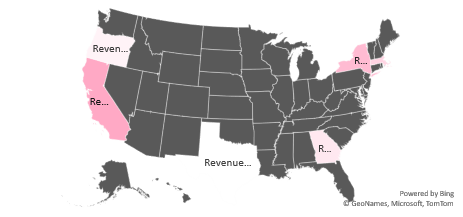 Reven...
R...
Re...
R...
Revenue...
Powered by Bing
© GeoNames, Microsoft, TomTom